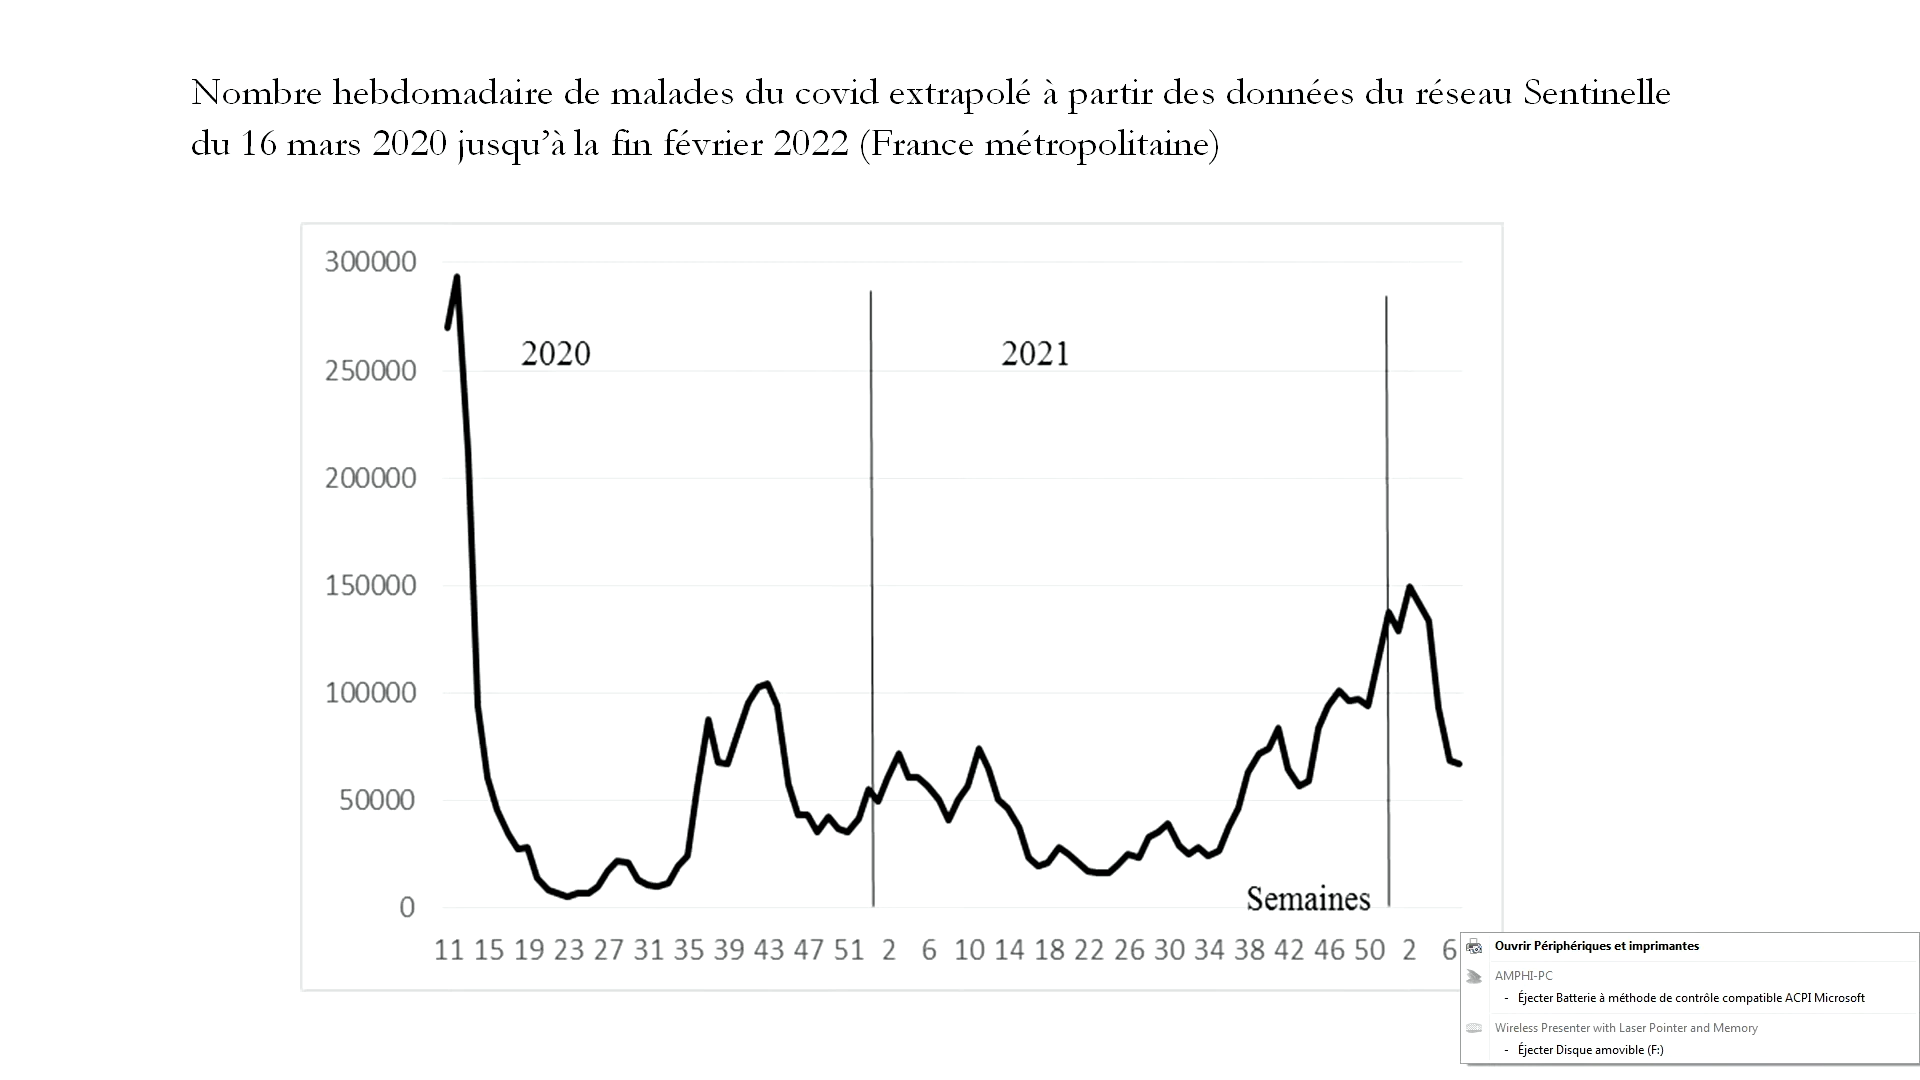 Nombre hebdomadaire de malades du covid extrapolé à partir des données du réseau Sentinelle
du 16 mars 2020 jusqu’à la fin février 2022 (France métropolitaine)
300000
250000
200000
150000
100000
50000
0
2020
2021
Semaines
11 15 19 23 27 31 35 39 43 47 51 2 6 10 14 18 22 26 30 34 38 42 46 50 2 6
Ouvrir Périphériques et imprimantes
AMPHI-PC
- Éjecter Batterie à méthode de contrôle compatible ACPI Microsoft
Wireless Presenter with Laser Pointer and Memory
- Éjecter Disque amovible (F:)